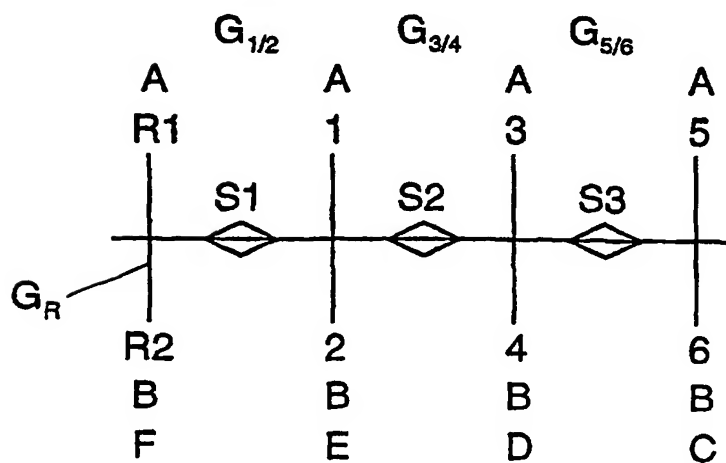 G1/2 G3/4 G5/6
A A A A
R1 1 3 5
S1 S2 S3
GR
R2 2 4 6
B B B B
F E D C